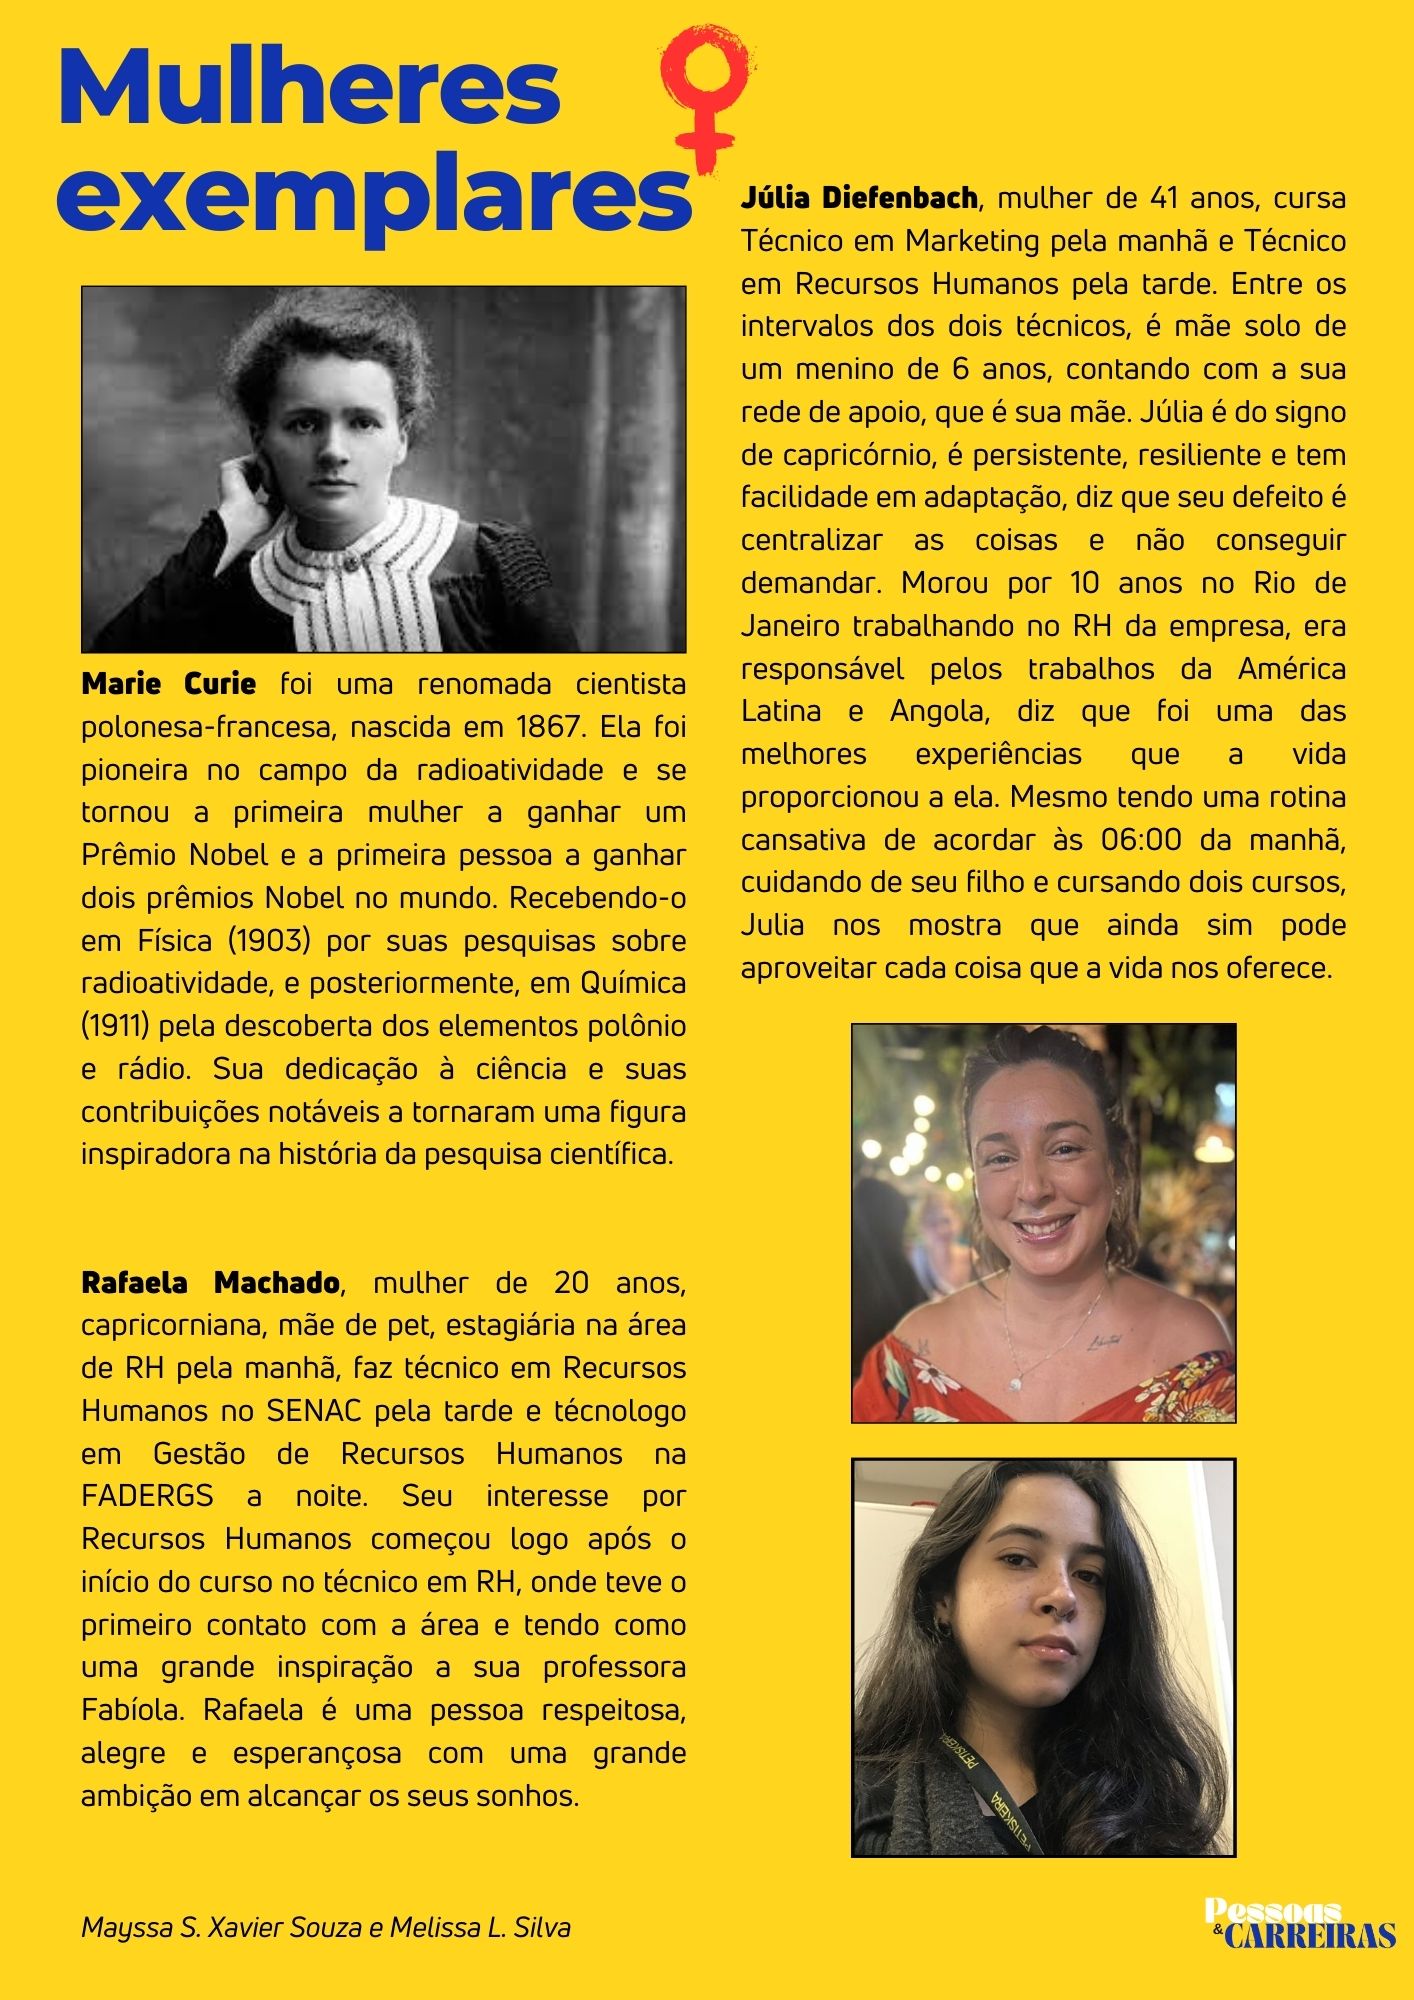 Mulheres
exemplares
Marie Curie foi uma renomada cientista
polonesa-francesa, nascida em 1867. Ela foi
pioneira no campo da radioatividade e se
tornou a primeira mulher a ganhar um
Prêmio Nobel e a primeira pessoa a ganhar
dois prêmios Nobel no mundo. Recebendo-o
em Física (1903) por suas pesquisas sobre
radioatividade, e posteriormente, em Química
(1911) pela descoberta dos elementos polônio
e rádio. Sua dedicação à ciência e suas
contribuições notáveis a tornaram uma figura
inspiradora na história da pesquisa científica.
Rafaela Machado, mulher de 20 anos,
capricorniana, mãe de pet, estagiária na área
de RH pela manhã, faz técnico em Recursos
Humanos no SENAC pela tarde e técnologo
em Gestão de Recursos Humanos na
FADERGS a noite. Seu interesse por
Recursos Humanos começou logo após o
início do curso no técnico em RH, onde teve o
primeiro contato com a área e tendo como
uma grande inspiração a sua professora
Fabíola. Rafaela é uma pessoa respeitosa,
alegre e esperançosa com uma grande
ambição em alcançar os seus sonhos.
Mayssa S. Xavier Souza e Melissa L. Silva
Júlia Diefenbach, mulher de 41 anos, cursa
Técnico em Marketing pela manhã e Técnico
em Recursos Humanos pela tarde. Entre os
intervalos dos dois técnicos, é mãe solo de
um menino de 6 anos, contando com a sua
rede de apoio, que é sua mãe. Júlia é do signo
de capricórnio, é persistente, resiliente e tem
facilidade em adaptação, diz que seu defeito é
centralizar as coisas e não conseguir
demandar. Morou por 10 anos no Rio de
Janeiro trabalhando no RH da empresa, era
responsável pelos trabalhos da América
Latina e Angola, diz que foi uma das
melhores experiências que a vida
proporcionou a ela. Mesmo tendo uma rotina
cansativa de acordar às 06:00 da manhã,
cuidando de seu filho e cursando dois cursos,
Julia nos mostra que ainda sim pode
aproveitar cada coisa que a vida nos oferece.
PETISKEIRA
PETISKEIRA
Pessoas
&CARREIRAS